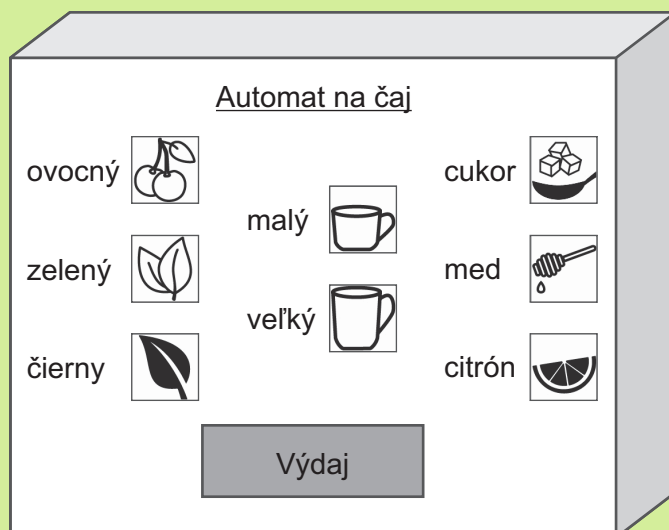 Automat na čaj
ovocný
zelený
čierny
malý
veľký
cukor
med
citrón
Výdaj